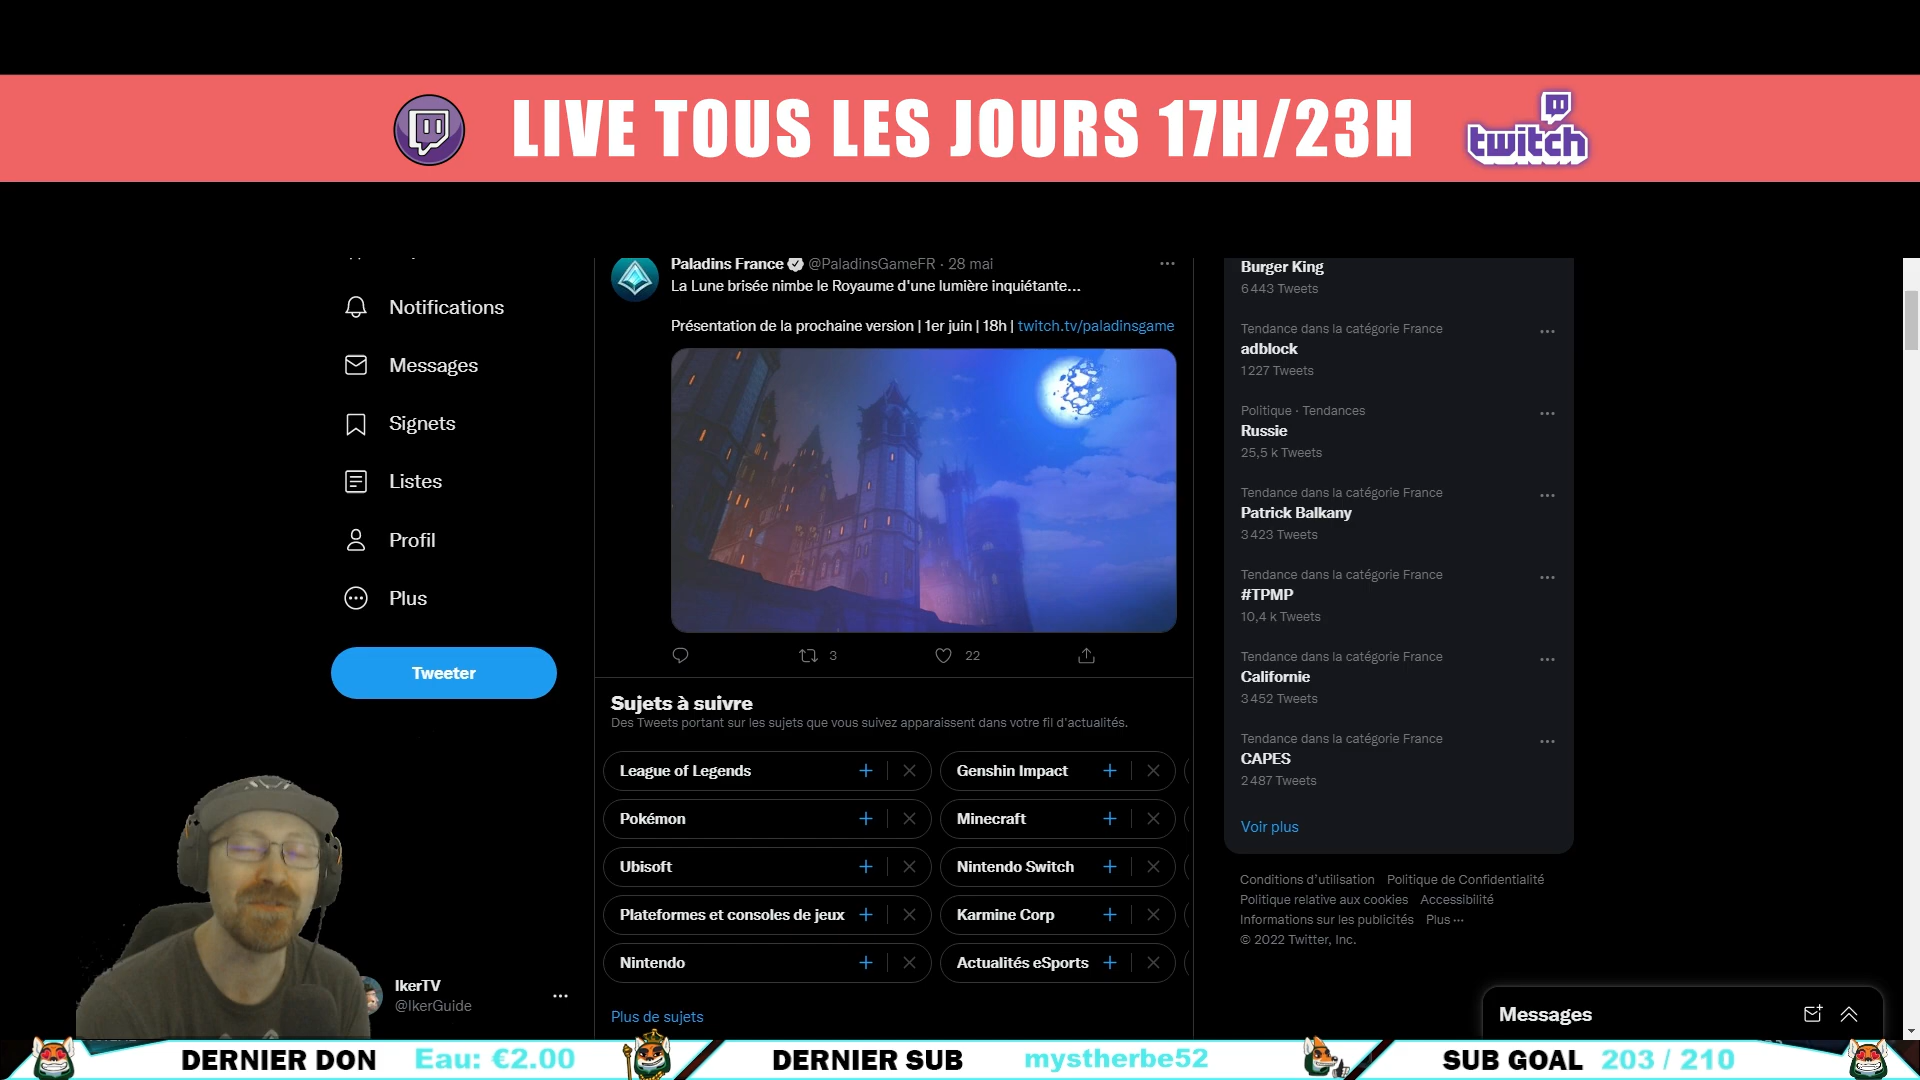 LIVE TOUS LES JOURS 17H/23H
twitch
Notifications
Messages
Signets
Listes
Profil
Plus
Tweeter
IkerTV
@IkerGuide
Paladins France @PaladinsGameFR · 28 mai
La Lune brisée nimbe le Royaume d'une lumière inquiétante...
Présentation de la prochaine version | 1er juin | 18h | twitch.tv/paladinsgame
3
22
Sujets à suivre
Des Tweets portant sur les sujets que vous suivez apparaissent dans votre fil d'actualités.
League of Legends
Genshin Impact
Pokémon
Minecraft
Ubisoft
Nintendo Switch
Plateformes et consoles de jeux
Karmine Corp
Nintendo
Actualités eSports
Plus de sujets
Burger King
6 443 Tweets
Tendance dans la catégorie France
adblock
1 227 Tweets
Politique · Tendances
Russie
25,5 k Tweets
Tendance dans la catégorie France
Patrick Balkany
3 423 Tweets
Tendance dans la catégorie France
#TPMP
10,4 k Tweets
Tendance dans la catégorie France
Californie
3 452 Tweets
Tendance dans la catégorie France
CAPES
2 487 Tweets
Voir plus
Conditions d'utilisation Politique de Confidentialité
Politique relative aux cookies Accessibilité
Informations sur les publicités Plus ···
© 2022 Twitter, Inc.
Messages
DERNIER DON Eau: €2.00
DERNIER SUB mystherbe52
SUB GOAL 203 / 210